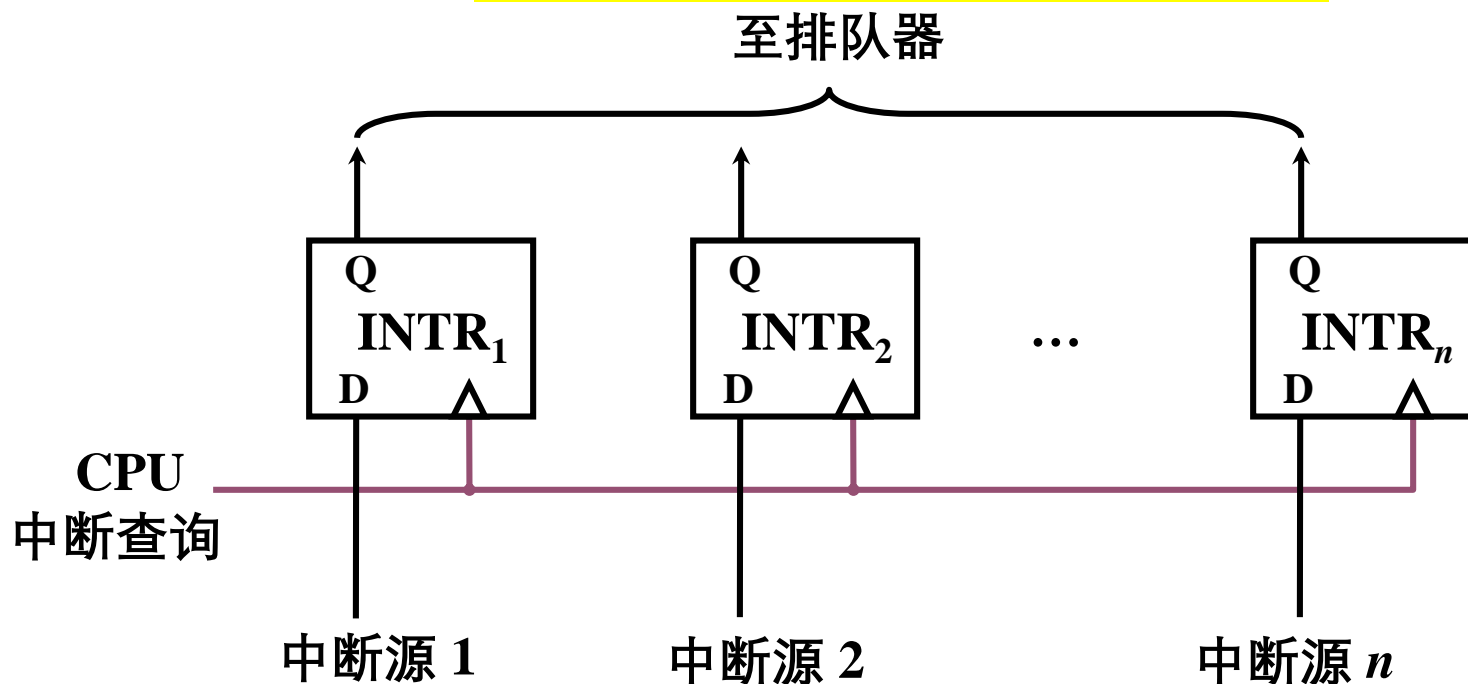 至排队器
Q Q Q
INTR1 INTR2 … INTRn
D D D
CPU
中断查询
中断源 1 中断源 2 中断源 n